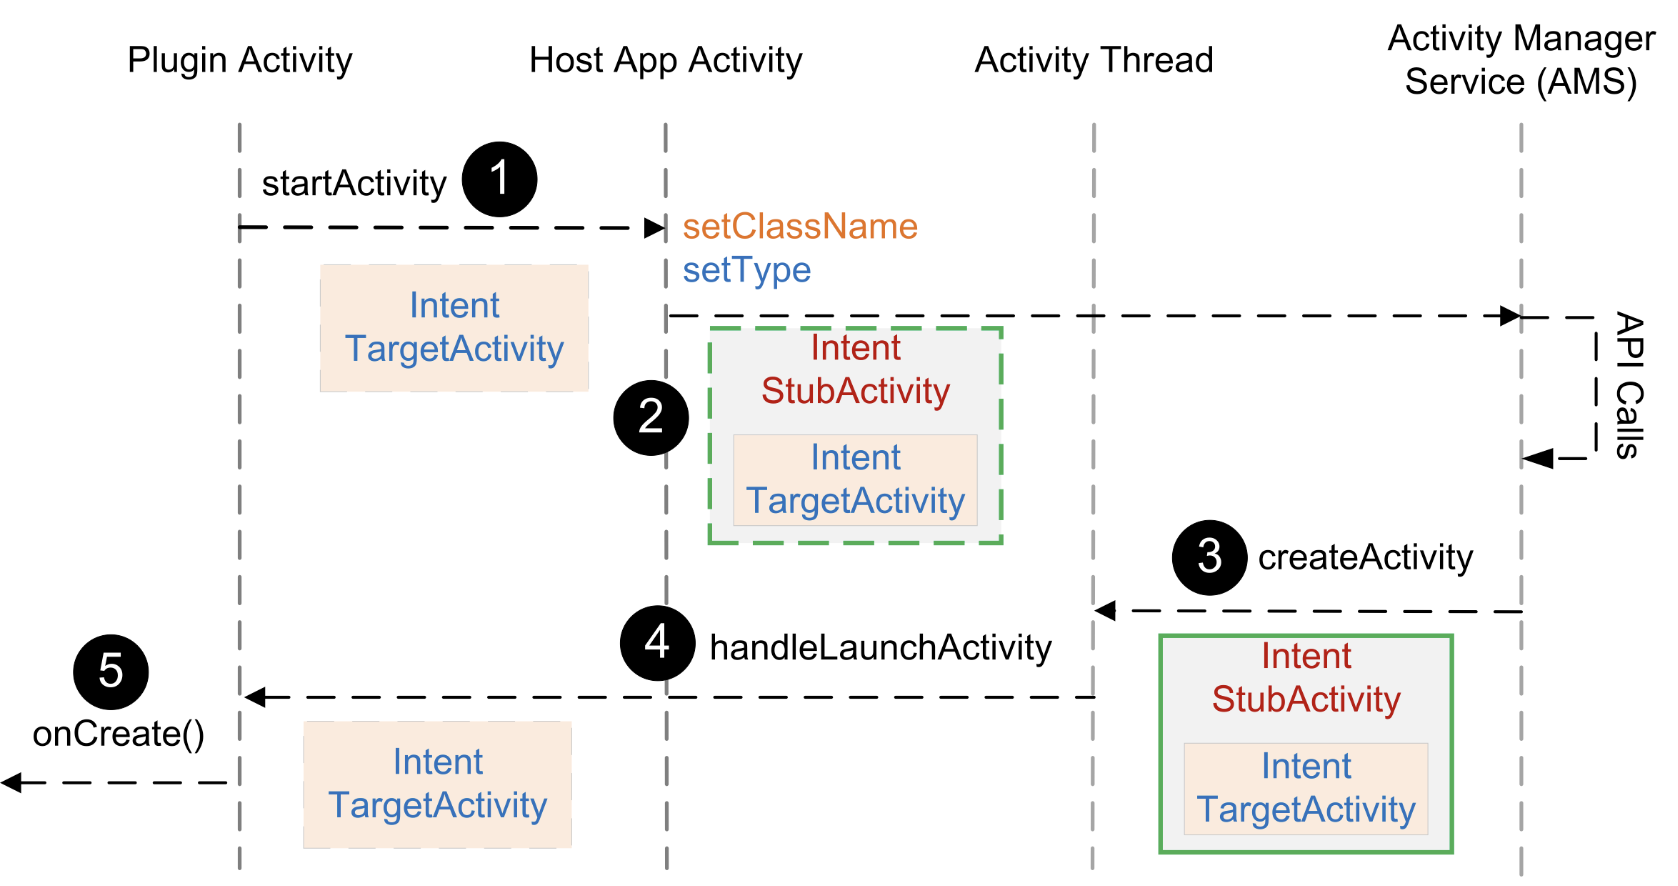 Plugin Activity
Host App Activity
Activity Thread
Activity Manager
Service (AMS)
startActivity
1
setClassName
setType
Intent
TargetActivity
API Calls
2
Intent
StubActivity
Intent
TargetActivity
3
createActivity
Intent
StubActivity
Intent
TargetActivity
4
handleLaunchActivity
Intent
TargetActivity
5
onCreate()